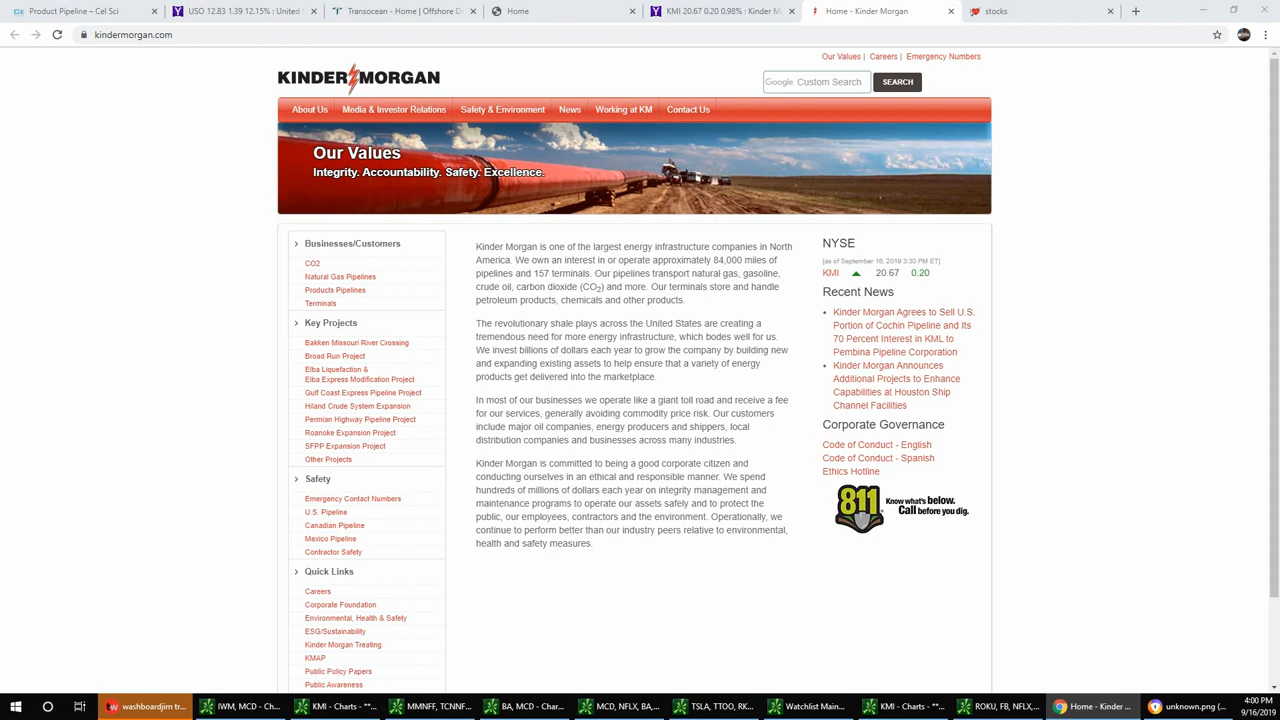 Product Pipeline – Cel Sci
USO 12.83 1.39 12.15% : United S
Transocean - Home | Offshore D
Home
KMI 20.67 0.20 0.98% : Kinder M
Home - Kinder Morgan
stocks
kindermorgan.com
4:00 PM
Our Values | Careers | Emergency Numbers
KINDER MORGAN
Google Custom Search
SEARCH
About Us Media & Investor Relations Safety & Environment News Working at KM Contact Us
Our Values
Integrity. Accountability. Safety. Excellence.
Businesses/Customers
CO2
Natural Gas Pipelines
Products Pipelines
Terminals
Key Projects
Bakken Missouri River Crossing
Broad Run Project
Elba Liquefaction &
Elba Express Modification Project
Gulf Coast Express Pipeline Project
Hiland Crude System Expansion
Permian Highway Pipeline Project
Roanoke Expansion Project
SFPP Expansion Project
Other Projects
Safety
Emergency Contact Numbers
U.S. Pipeline
Canadian Pipeline
Mexico Pipeline
Contractor Safety
Quick Links
Careers
Corporate Foundation
Environmental, Health & Safety
ESG/Sustainability
Kinder Morgan Treating
KMAP
Public Policy Papers
Public Awareness
Kinder Morgan is one of the largest energy infrastructure companies in North
America. We own an interest in or operate approximately 84,000 miles of
pipelines and 157 terminals. Our pipelines transport natural gas, gasoline,
crude oil, carbon dioxide (CO2) and more. Our terminals store and handle
petroleum products, chemicals and other products.
The revolutionary shale plays across the United States are creating a
tremendous need for more energy infrastructure, which bodes well for us.
We invest billions of dollars each year to grow the company by building new
and expanding existing assets to help ensure that a variety of energy
products get delivered into the marketplace.
In most of our businesses we operate like a giant toll road and receive a fee
for our services, generally avoiding commodity price risk. Our customers
include major oil companies, energy producers and shippers, local
distribution companies and businesses across many industries.
Kinder Morgan is committed to being a good corporate citizen and
conducting ourselves in an ethical and responsible manner. We spend
hundreds of millions of dollars each year on integrity management and
maintenance programs to operate our assets safely and to protect the
public, our employees, contractors and the environment. Operationally, we
continue to perform better than our industry peers relative to environmental,
health and safety measures.
NYSE
[as of September 16, 2019 3:30 PM ET]
KMI 20.67 0.20
Recent News
• Kinder Morgan Agrees to Sell U.S.
Portion of Cochin Pipeline and Its
70 Percent Interest in KML to
Pembina Pipeline Corporation
• Kinder Morgan Announces
Additional Projects to Enhance
Capabilities at Houston Ship
Channel Facilities
Corporate Governance
Code of Conduct - English
Code of Conduct - Spanish
Ethics Hotline
811
Know what's below.
Call before you dig.
washboardjim tr...
IWM, MCD - Cha...
KMI - Charts - **...
MMNFF, TCNNF...
BA, MCD - Char...
MCD, NFLX, BA,...
TSLA, TTOO, RK...
Watchlist Main...
KMI - Charts - **...
ROKU, FB, NFLX,...
Home - Kinder ...
unknown.png (...
9/16/2019